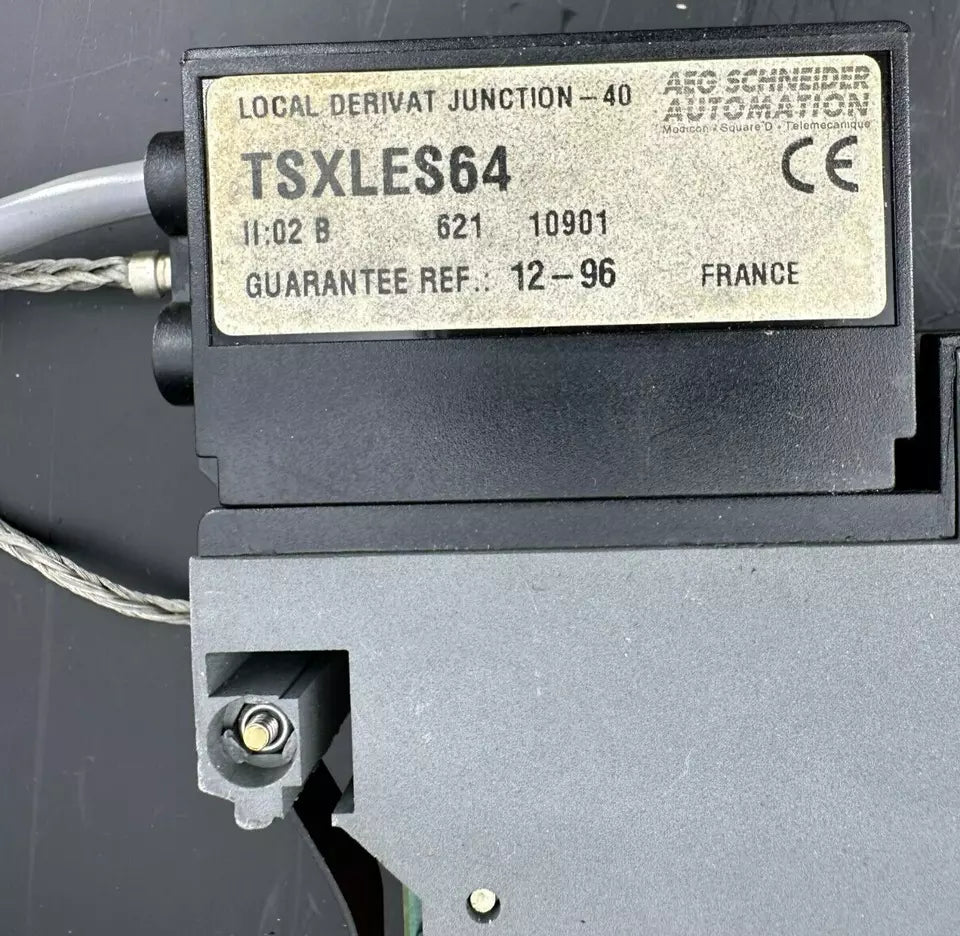 LOCAL DERIVAT JUNCTION – 40
AEG SCHNEIDER
AUTOMATION
Modicon • Square D • Telemecanique
TSXLES64
CE
II:02 B 621 10901
GUARANTEE REF.: 12–96 FRANCE